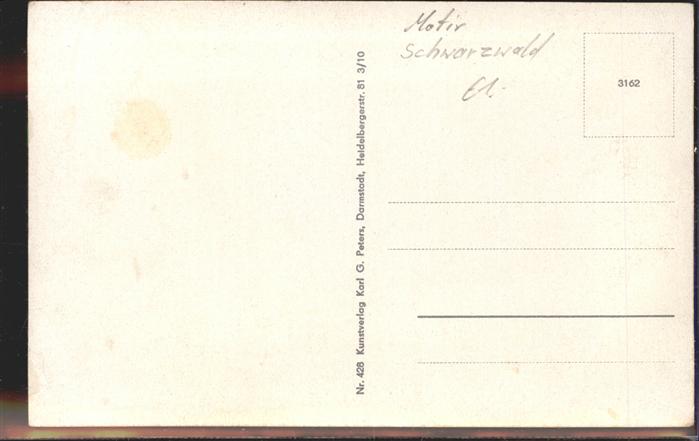 Motiv
Schwarzwald
3162
Nr. 428 Kunstverlag Karl G. Peters, Darmstadt, Heidelbergerstr. 81 3/10